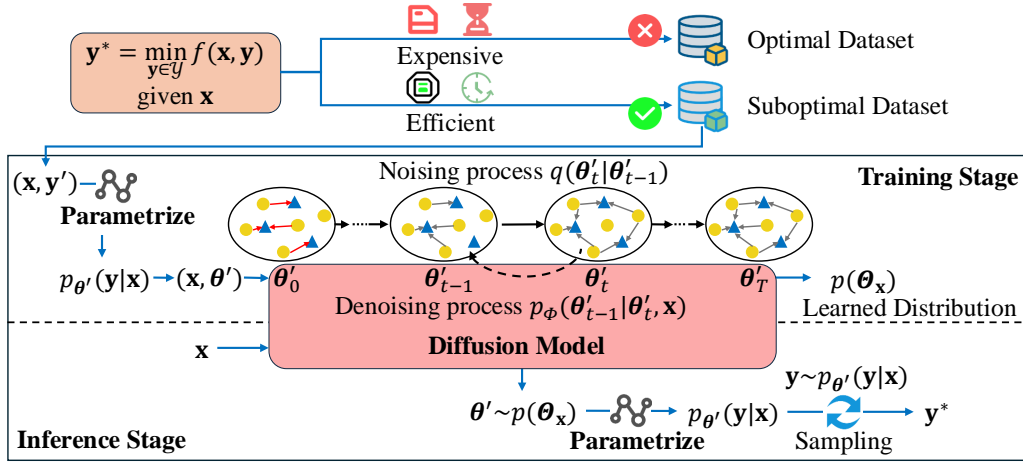 𝐲* = min f(𝐱, 𝐲)
𝐲∈𝒴
given 𝐱
Expensive
Efficient
Optimal Dataset
Suboptimal Dataset
(𝐱, 𝐲′)
Parametrize
p_𝛉′(𝐲|𝐱)
(𝐱, 𝛉′)
Noising process q(𝛉′_t|𝛉′_{t−1})
Training Stage
𝛉′_0
𝛉′_{t−1}
𝛉′_t
𝛉′_T
Denoising process p_Φ(𝛉′_{t−1}|𝛉′_t, 𝐱)
Diffusion Model
p(𝚯_𝐱)
Learned Distribution
𝐱
𝛉′~p(𝚯_𝐱)
Parametrize
p_𝛉′(𝐲|𝐱)
𝐲~p_𝛉′(𝐲|𝐱)
Sampling
𝐲*
Inference Stage